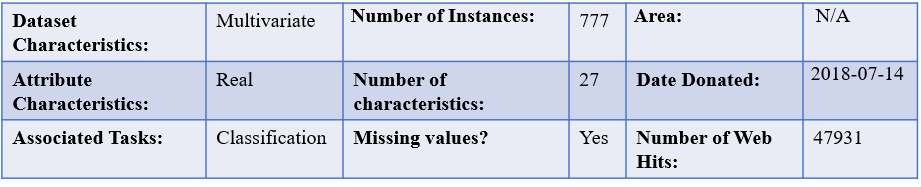 Dataset Characteristics: Multivariate Number of Instances: 777 Area: N/A
Attribute Characteristics: Real Number of characteristics: 27 Date Donated: 2018-07-14
Associated Tasks: Classification Missing values? Yes Number of Web Hits: 47931